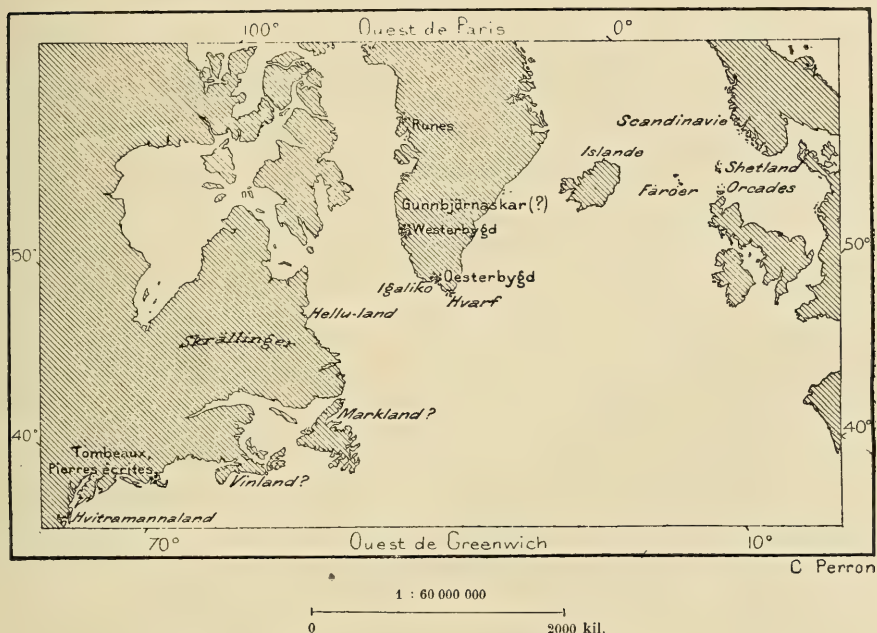 100° Ouest de Paris 0°
Runes
Scandinavie
Islande
Shetland
Färöer
Orcades
Gunnbjörnaskar(?)
Westerbygd
50°
50°
Oesterbygd
Igaliko
Hvarf
Hellu-land
Skrällinger
Markland?
40°
40°
Tombeaux,
Pierres écrites
Vinland?
Hvitramannaland
70° Ouest de Greenwich 10°
C Perron
1 : 60 000 000
0 2000 kil.